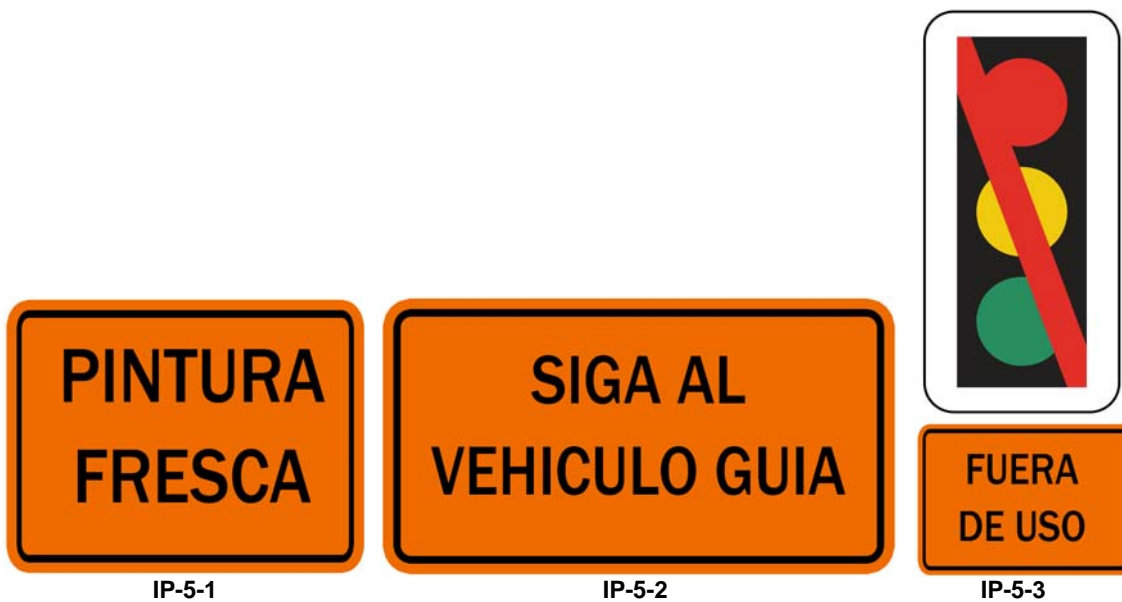 PINTURA
FRESCA
SIGA AL
VEHICULO GUIA
FUERA
DE USO
IP-5-1
IP-5-2
IP-5-3